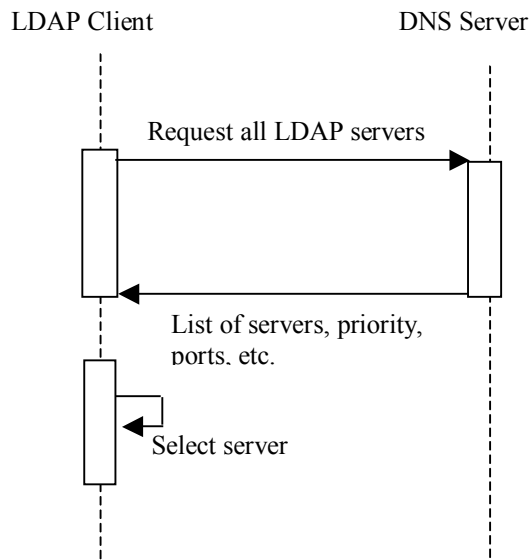 LDAP Client
DNS Server
Request all LDAP servers
List of servers, priority,
ports, etc.
Select server